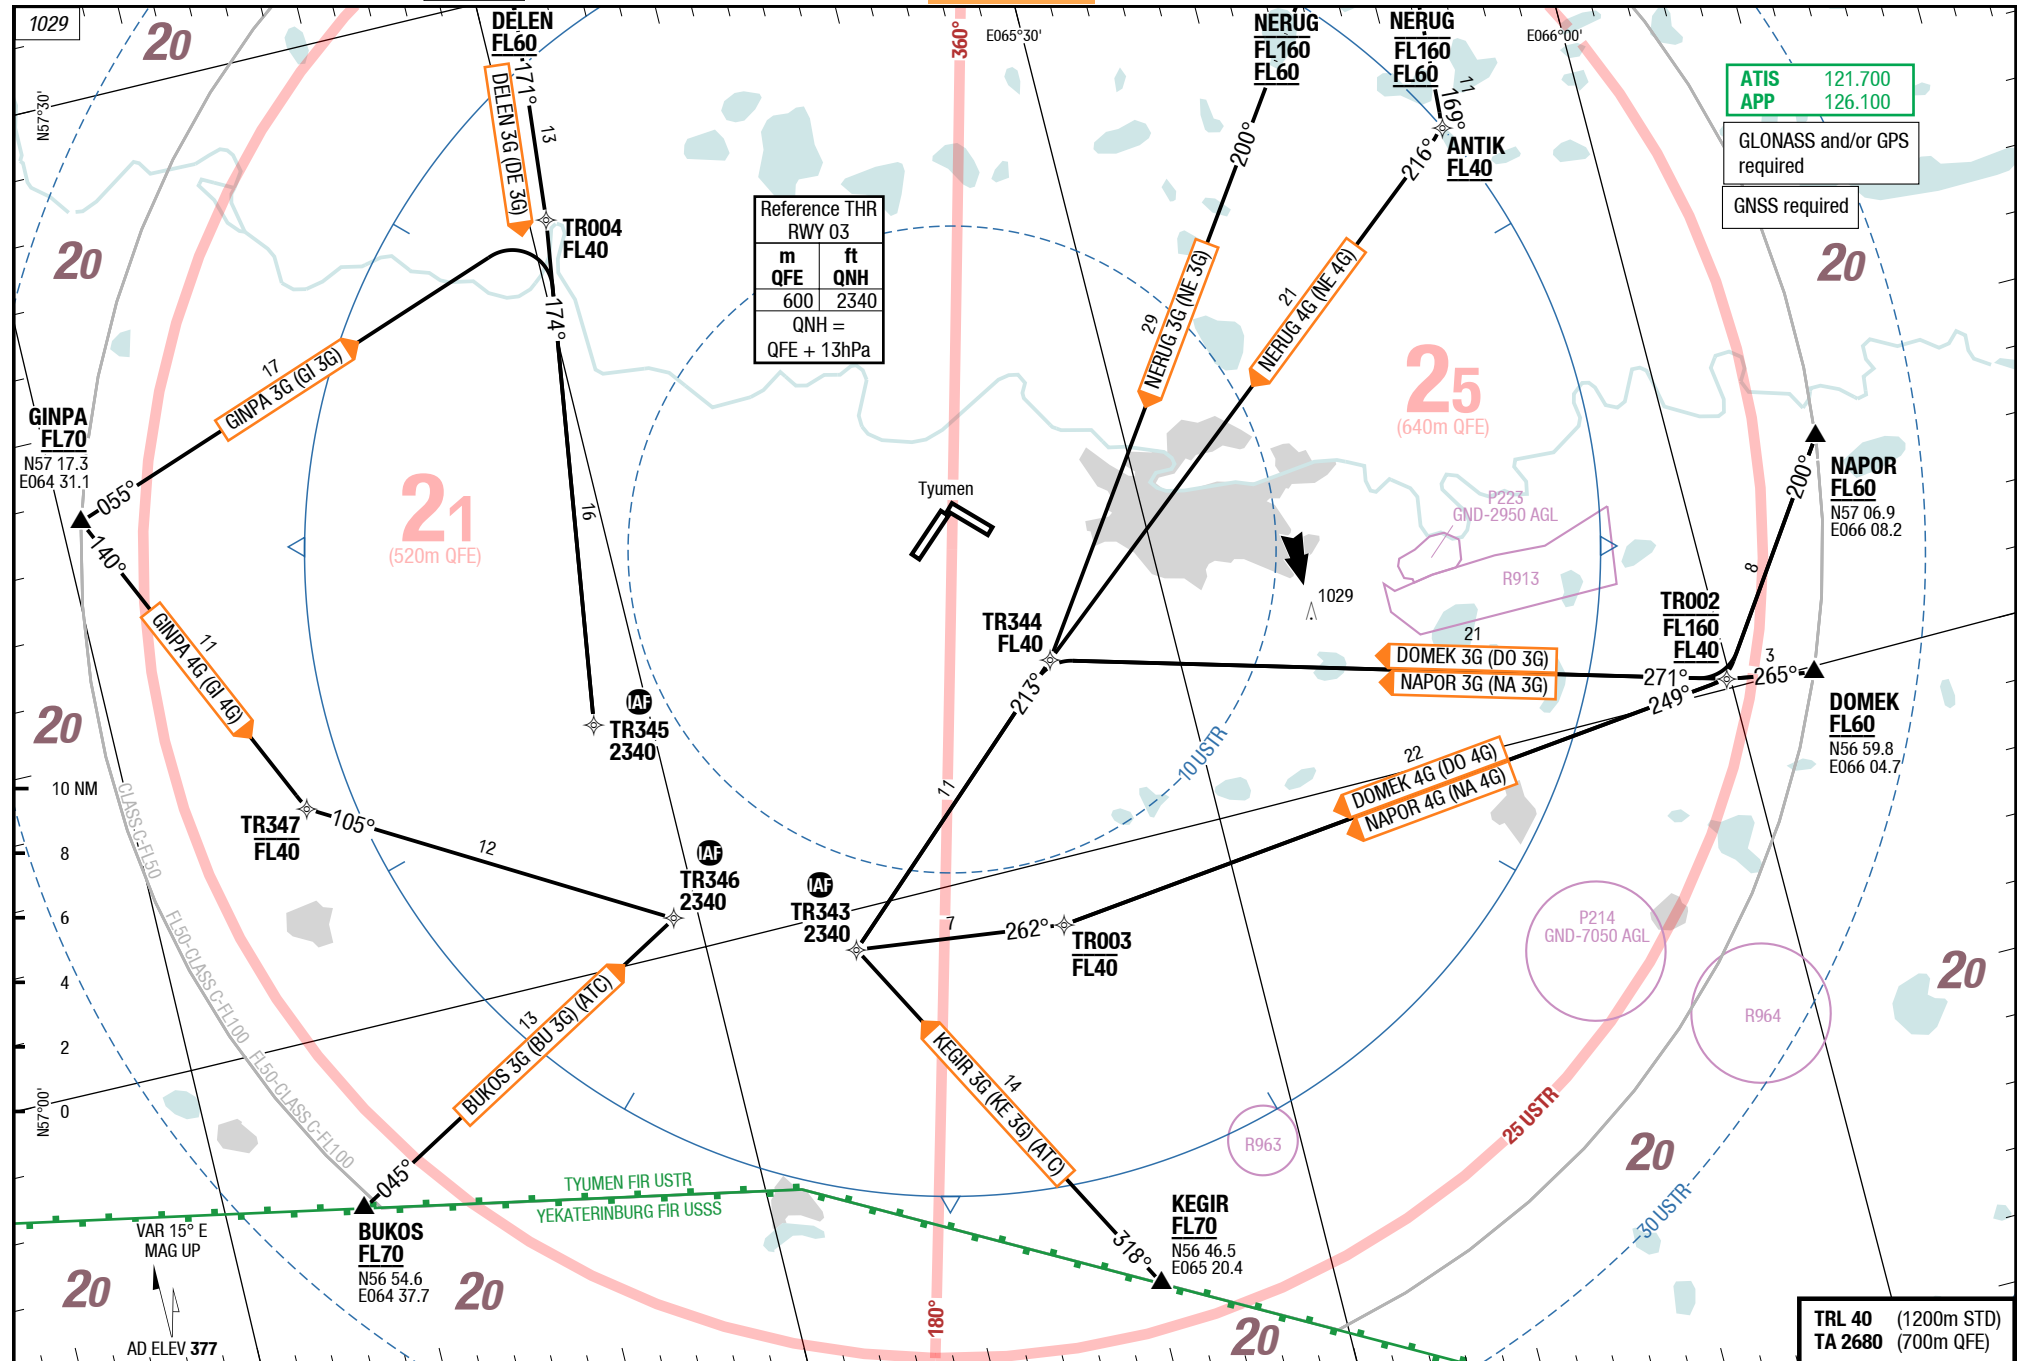 1029
20
DELEN
FL60
171°
13
DELEN 3G (DE 3G)
TR004
FL40
174°
16
360°
E065°30'
NERUG
FL160
FL60
200°
29
NERUG 3G (NE 3G)
NERUG
FL160
FL60
11
169°
ANTIK
FL40
216°
21
NERUG 4G (NE 4G)
E066°00'
ATIS 121.700
APP 126.100
GLONASS and/or GPS
required
GNSS required
N57°30'
20
20
Reference THR
RWY 03
m ft
QFE QNH
600 2340
QNH =
QFE + 13hPa
GINPA
FL70
N57 17.3
E064 31.1
055°
17
GINPA 3G (GI 3G)
140°
11
GINPA 4G (GI 4G)
21
(520m QFE)
25
(640m QFE)
Tyumen
P223
GND-2950 AGL
R913
1029
NAPOR
FL60
N57 06.9
E066 08.2
200°
8
TR002
FL160
FL40
3
265°
271°
249°
DOMEK
FL60
N56 59.8
E066 04.7
TR344
FL40
213°
11
21
DOMEK 3G (DO 3G)
NAPOR 3G (NA 3G)
22
DOMEK 4G (DO 4G)
NAPOR 4G (NA 4G)
10 USTR
IAF
TR345
2340
20
10 NM
8
6
4
2
0
CLASS C-FL50
FL50-CLASS C-FL100
FL50-CLASS C-FL100
TR347
FL40
105°
12
IAF
TR346
2340
IAF
TR343
2340
7
262°
TR003
FL40
P214
GND-7050 AGL
R964
20
13
BUKOS 3G (BU 3G) (ATC)
045°
14
KEGIR 3G (KE 3G) (ATC)
318°
R963
25 USTR
20
30 USTR
N57°00'
TYUMEN FIR USTR
YEKATERINBURG FIR USSS
VAR 15° E
MAG UP
BUKOS
FL70
N56 54.6
E064 37.7
KEGIR
FL70
N56 46.5
E065 20.4
20
20
180°
20
AD ELEV 377
TRL 40 (1200m STD)
TA 2680 (700m QFE)